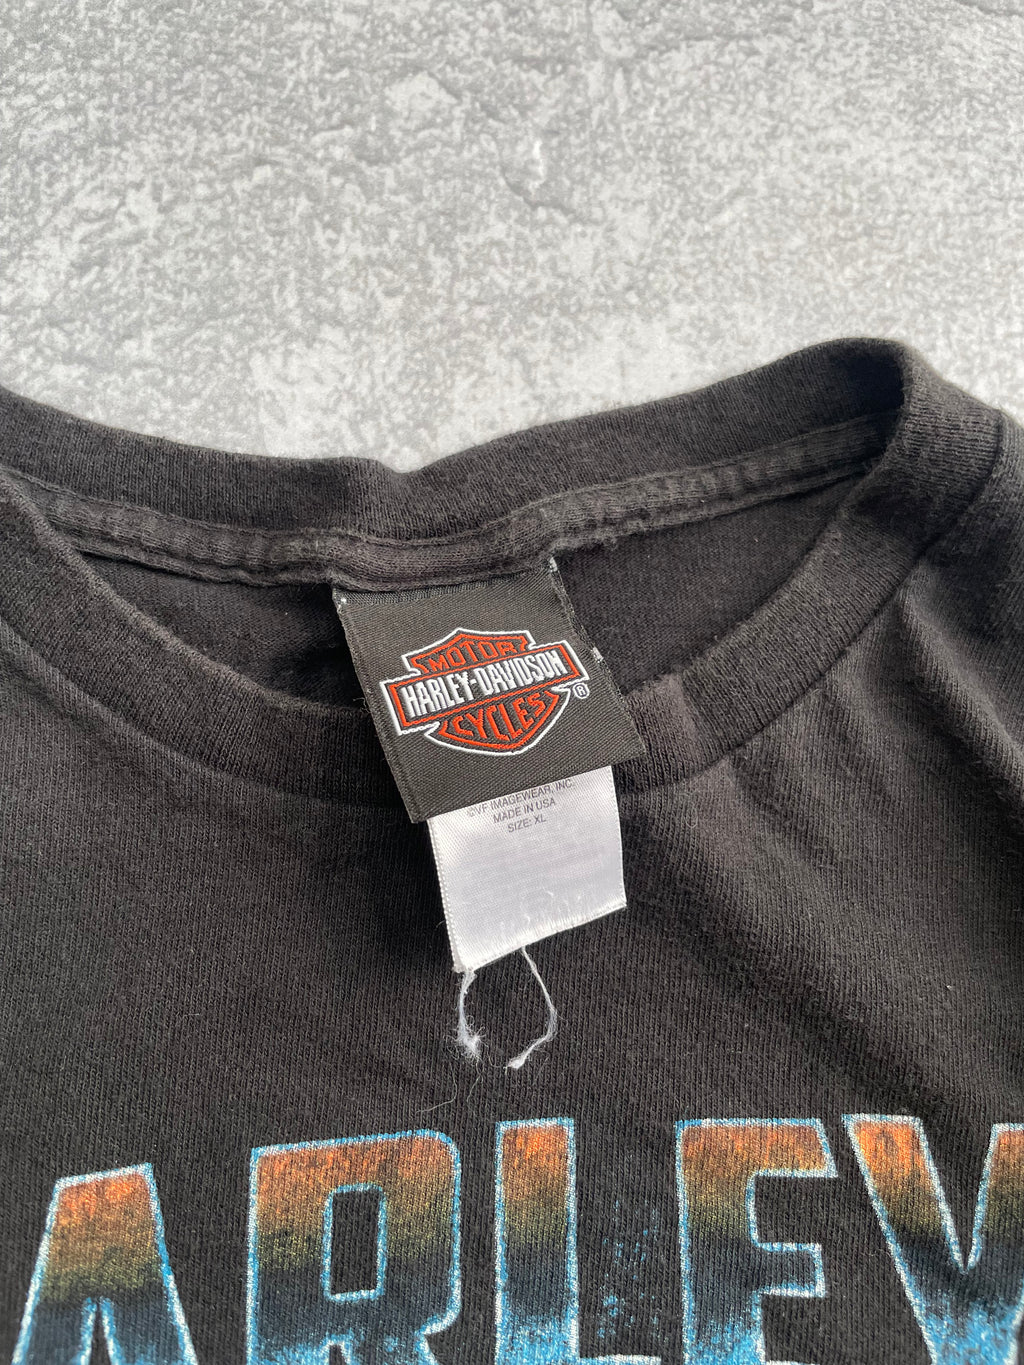 MOTOR
HARLEY-DAVIDSON
CYCLES
®
©VF IMAGEWEAR, INC.
MADE IN USA
SIZE: XL
ARLEY